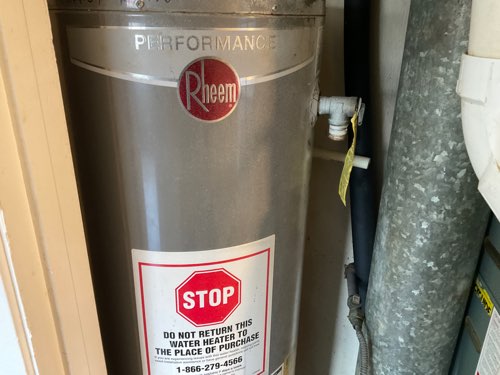 PERFORMANCE
Rheem
STOP
DO NOT RETURN THIS
WATER HEATER TO
THE PLACE OF PURCHASE
1-866-279-4566